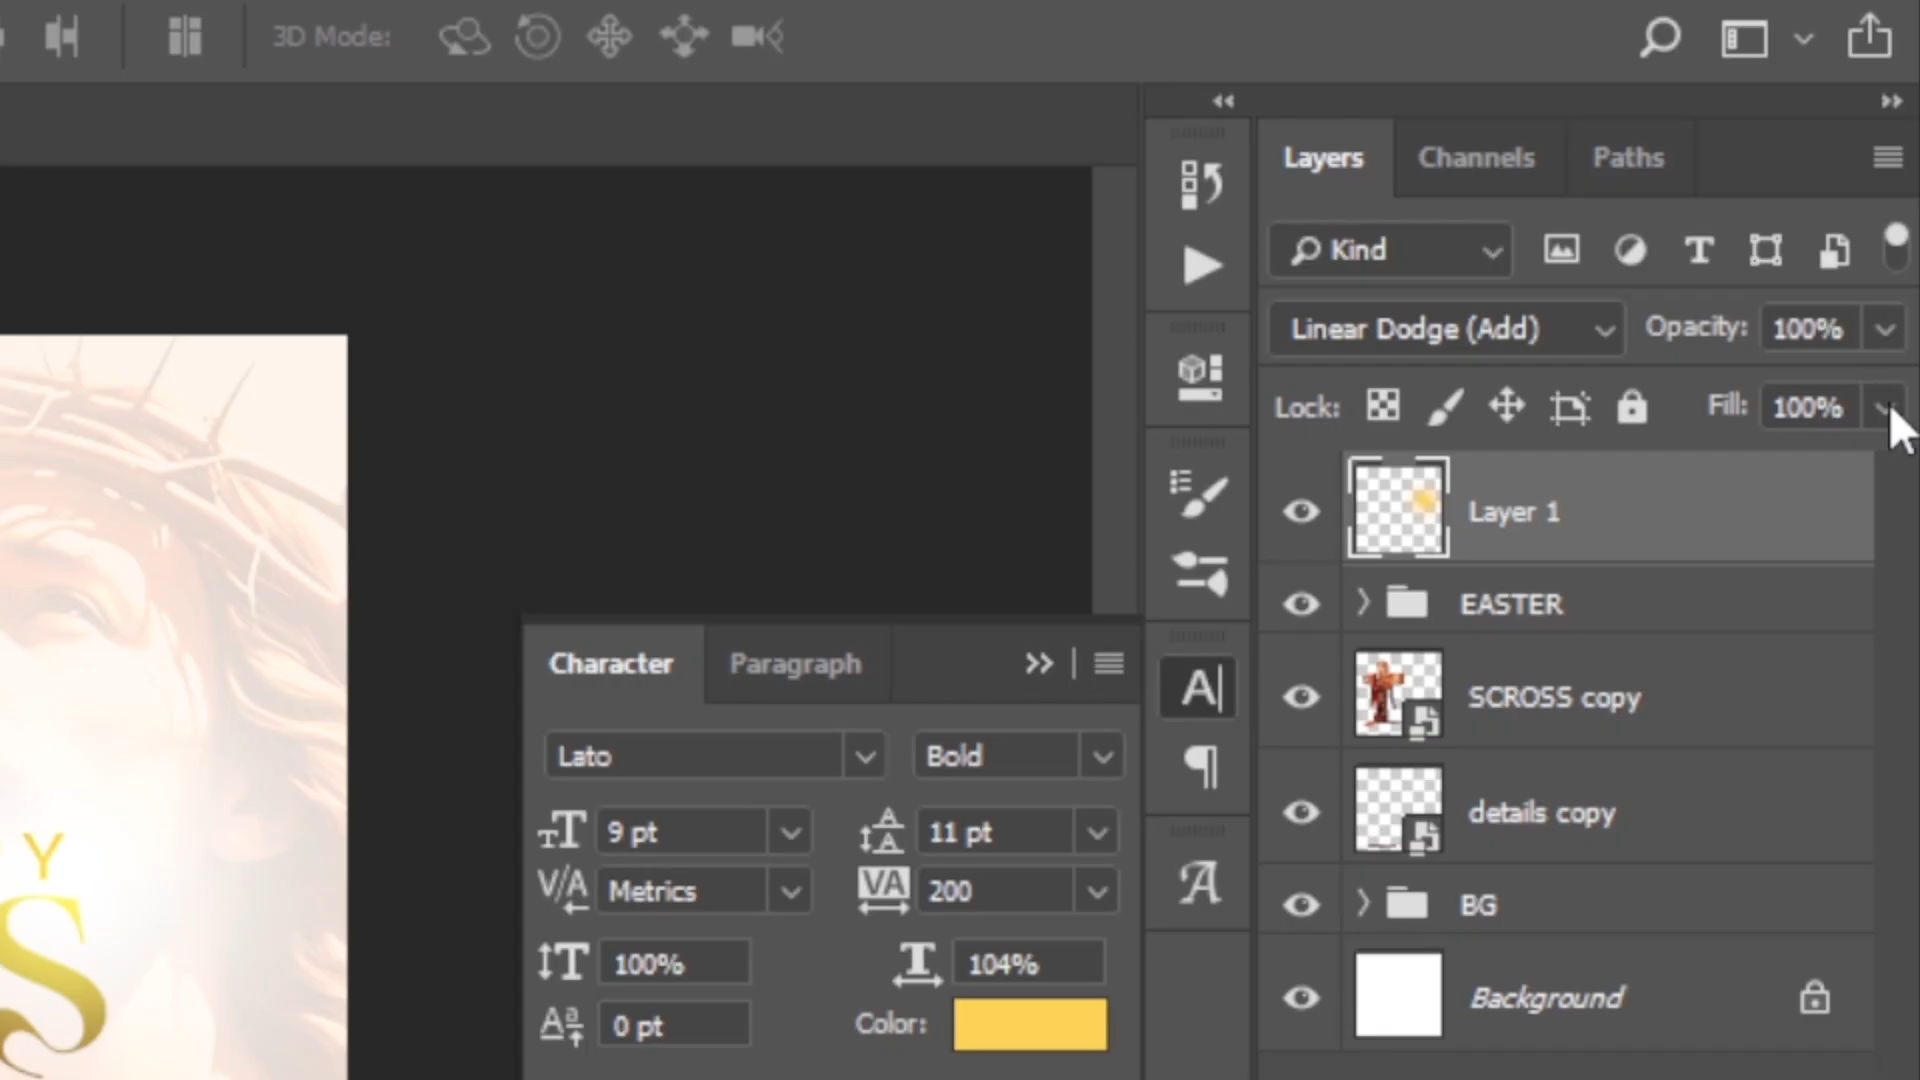 3D Mode:
Layers Channels Paths
Kind
Linear Dodge (Add) Opacity: 100%
Lock: Fill: 100%
Layer 1
EASTER
SCROSS copy
details copy
BG
Background
Character Paragraph
Lato Bold
9 pt 11 pt
Metrics 200
100% 104%
0 pt Color:
Y
S